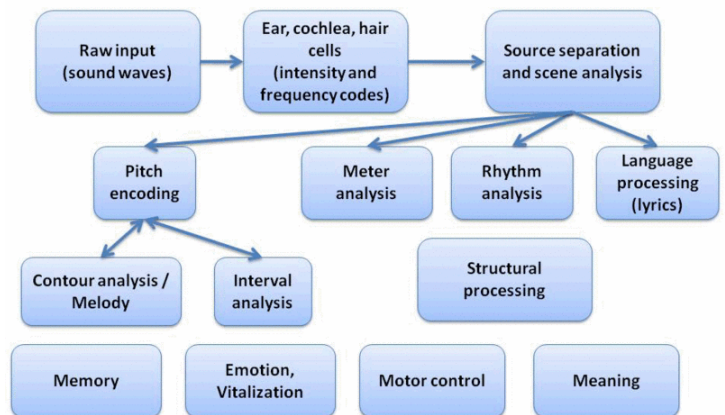 Raw input
(sound waves)
Ear, cochlea, hair
cells
(intensity and
frequency codes)
Source separation
and scene analysis
Pitch
encoding
Meter
analysis
Rhythm
analysis
Language
processing
(lyrics)
Contour analysis /
Melody
Interval
analysis
Structural
processing
Memory
Emotion,
Vitalization
Motor control
Meaning